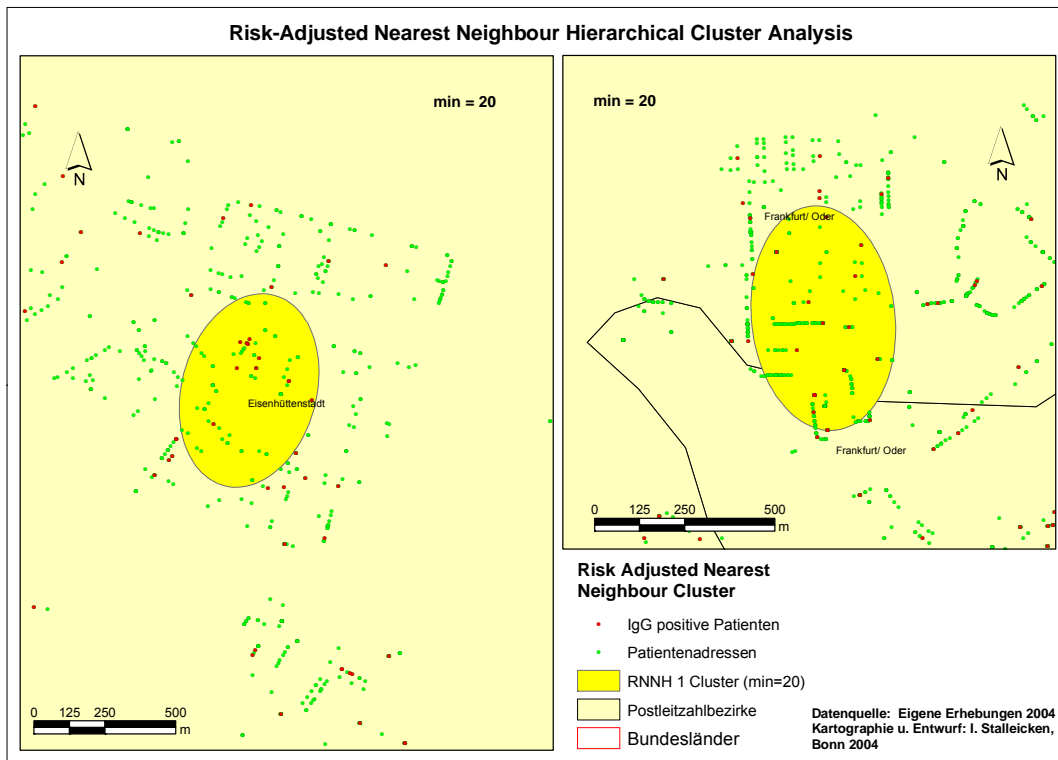 Risk-Adjusted Nearest Neighbour Hierarchical Cluster Analysis
min = 20
N
Eisenhüttenstadt
0 125 250 500
m
min = 20
N
Frankfurt/ Oder
Frankfurt/ Oder
0 125 250 500
m
Risk Adjusted Nearest
Neighbour Cluster
IgG positive Patienten
Patientenadressen
RNNH 1 Cluster (min=20)
Postleitzahlbezirke
Bundesländer
Datenquelle: Eigene Erhebungen 2004
Kartographie u. Entwurf: I. Stalleicken,
Bonn 2004